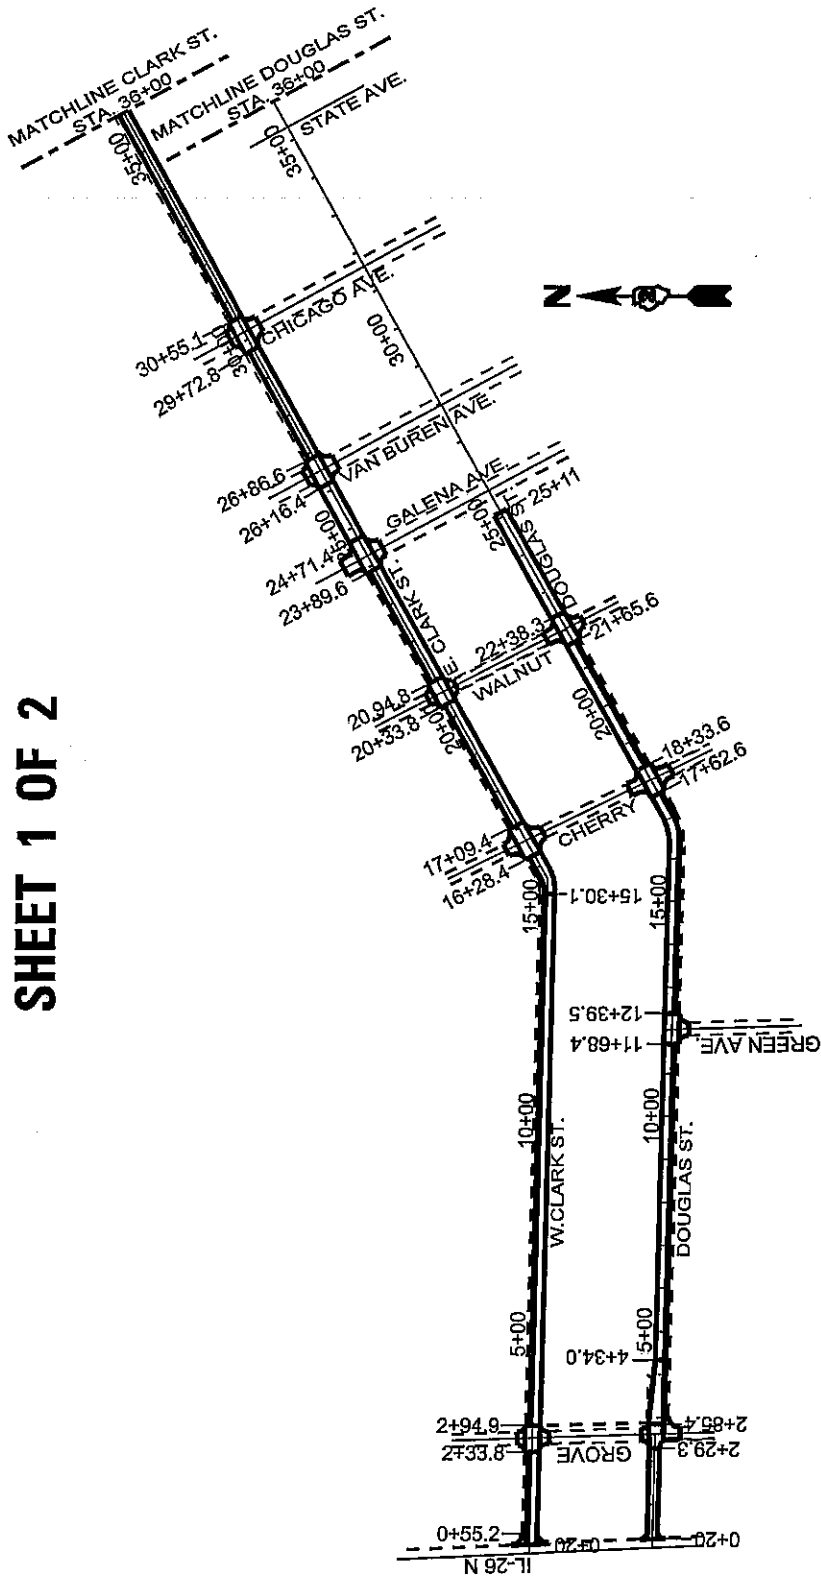 SHEET 1 OF 2
MATCHLINE CLARK ST.
STA. 36+00
MATCHLINE DOUGLAS ST.
STA. 36+00
STATE AVE.
35+00
35+00
N
2
30+55.1
29+72.8
30+00
CHICAGO AVE.
30+00
26+86.6
26+16.4
VAN BUREN AVE.
25+00
24+71.4
23+89.6
GALENA AVE.
25+00
25+11
E. CLARK ST.
DOUGLAS ST.
22+38.3
21+65.6
WALNUT
20.94.8
20+33.8
20+00
20+00
18+33.6
17+62.6
CHERRY
17+09.4
16+28.4
15+00
15+30.1
15+00
12+39.5
11+68.4
GREEN AVE.
10+00
10+00
W.CLARK ST.
DOUGLAS ST.
5+00
5+00
4+34.0
2+94.9
2+33.8
GROVE
2+85.4
2+29.3
0+55.2
0+20
0+20
IL-26 N